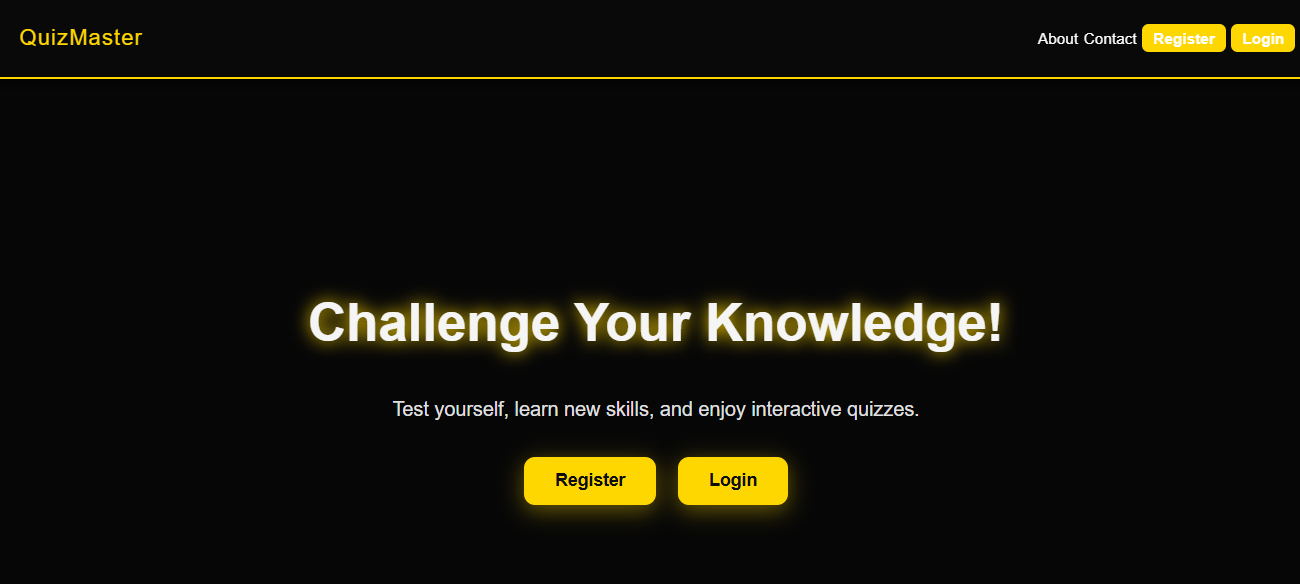 QuizMaster
About Contact Register Login
Challenge Your Knowledge!
Test yourself, learn new skills, and enjoy interactive quizzes.
Register Login